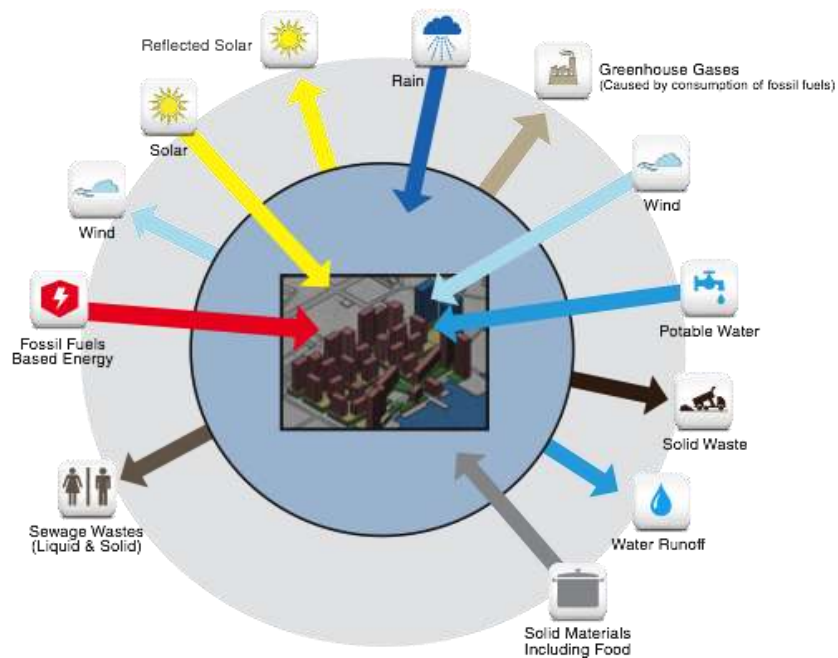 Reflected Solar
Rain
Greenhouse Gases
(Caused by consumption of fossil fuels)
Solar
Wind
Wind
Fossil Fuels
Based Energy
Potable Water
Solid Waste
Sewage Wastes
(Liquid & Solid)
Water Runoff
Solid Materials
Including Food